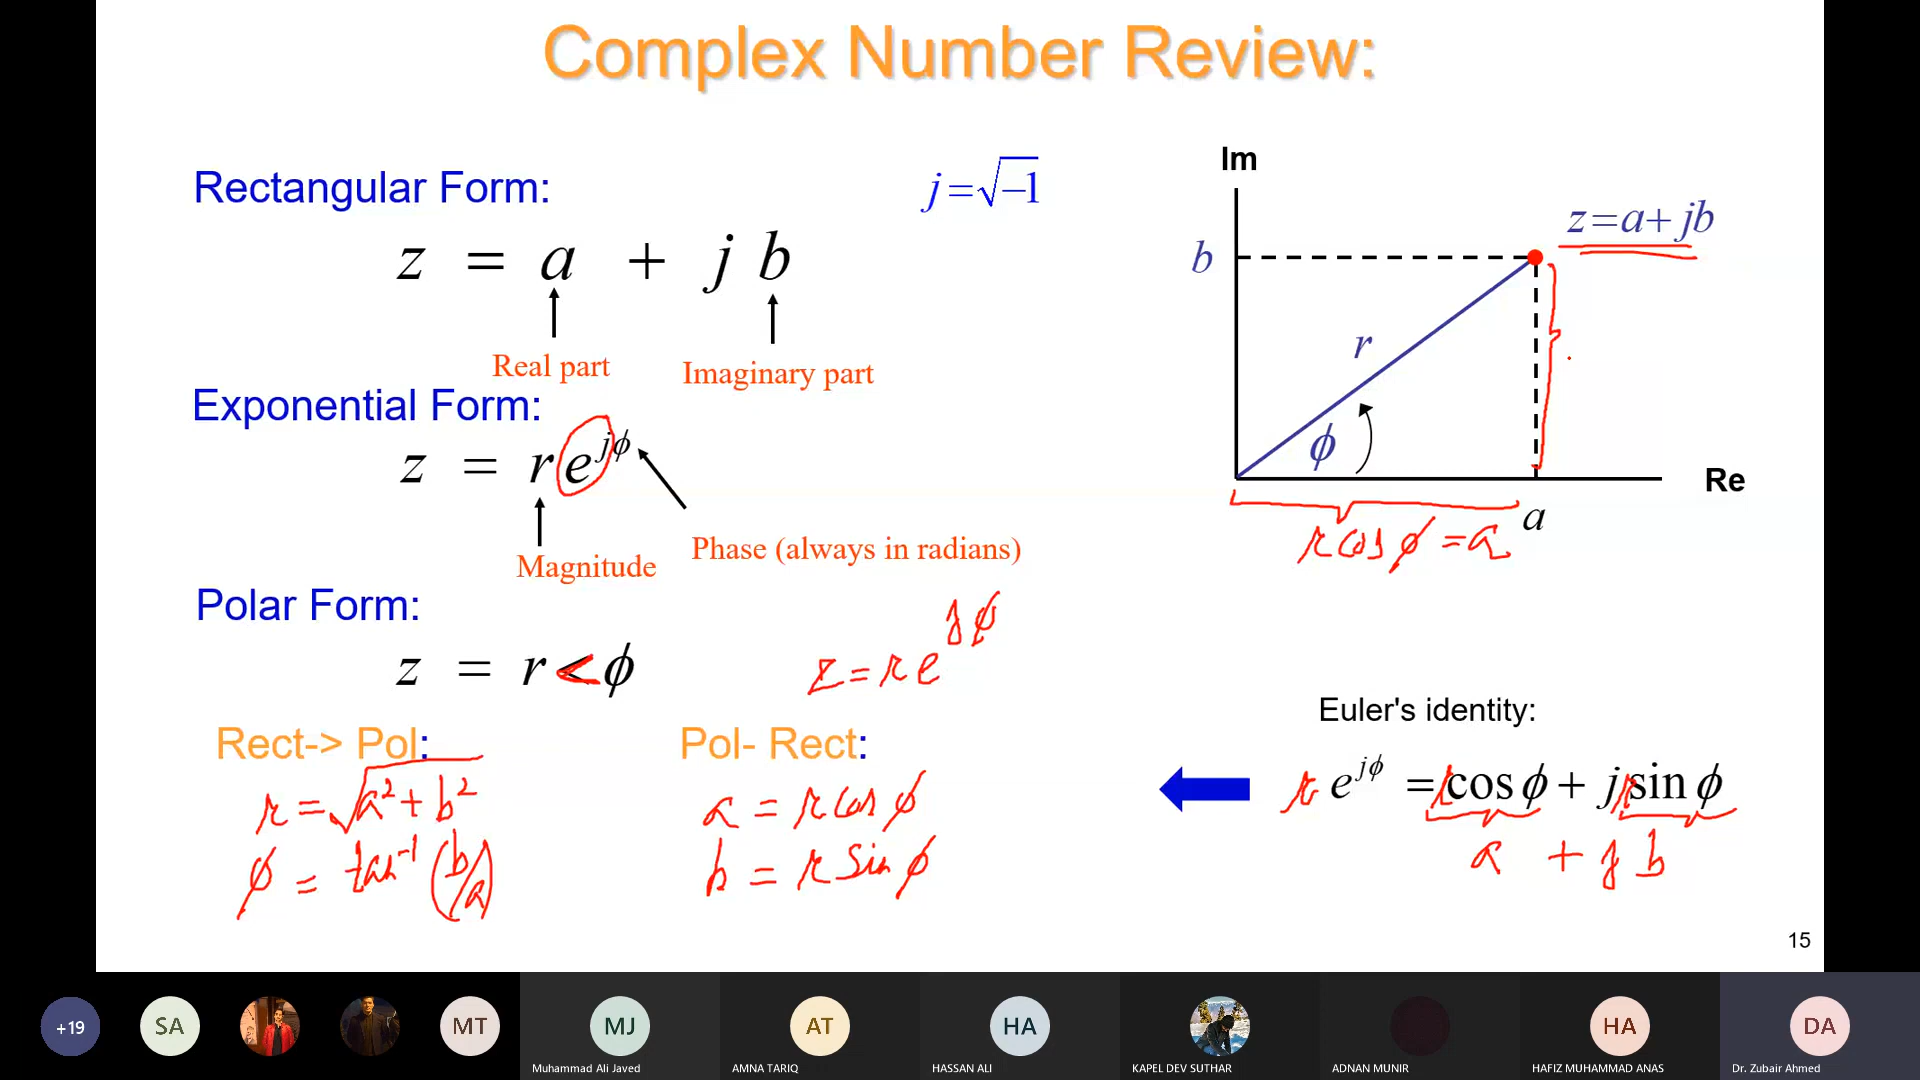 Complex Number Review:
Rectangular Form:
j = √−1
z = a + j b
Real part
Imaginary part
Exponential Form:
z = r e^{jϕ}
Magnitude
Phase (always in radians)
Polar Form:
z = r < ϕ
z = r e^{jϕ}
Rect-> Pol:
r = √a² + b²
ϕ = tan⁻¹ (b/a)
Pol- Rect:
a = r cos ϕ
b = r sin ϕ
Im
z=a+ jb
b
r
ϕ
Re
a
r cos ϕ = a
Euler's identity:
r e^{jϕ} = r cos ϕ + j r sin ϕ
a + j b
15
+19
SA
MT
MJ
AT
HA
HA
DA
Muhammad Ali Javed
AMNA TARIQ
HASSAN ALI
KAPEL DEV SUTHAR
ADNAN MUNIR
HAFIZ MUHAMMAD ANAS
Dr. Zubair Ahmed